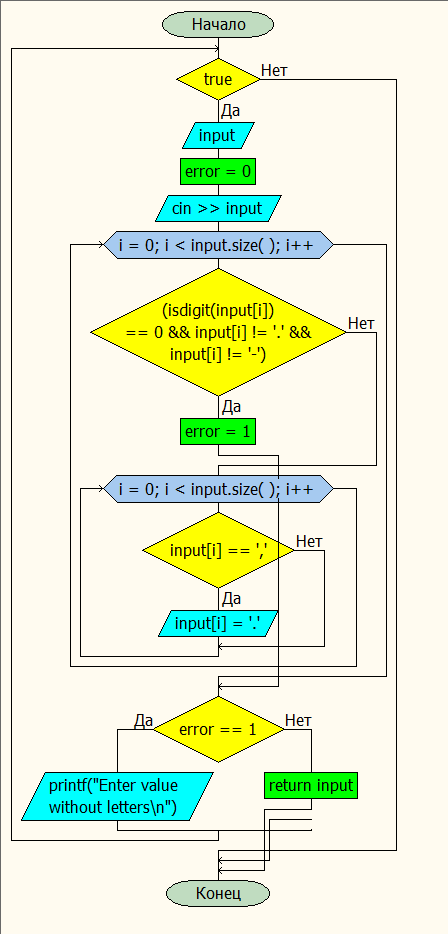 Начало
true
Нет
Да
input
error = 0
cin >> input
i = 0; i < input.size( ); i++
(isdigit(input[i])
== 0 && input[i] != '.' &&
input[i] != '-')
Нет
Да
error = 1
i = 0; i < input.size( ); i++
input[i] == ','
Нет
Да
input[i] = '.'
Да
error == 1
Нет
printf("Enter value
without letters\n")
return input
Конец